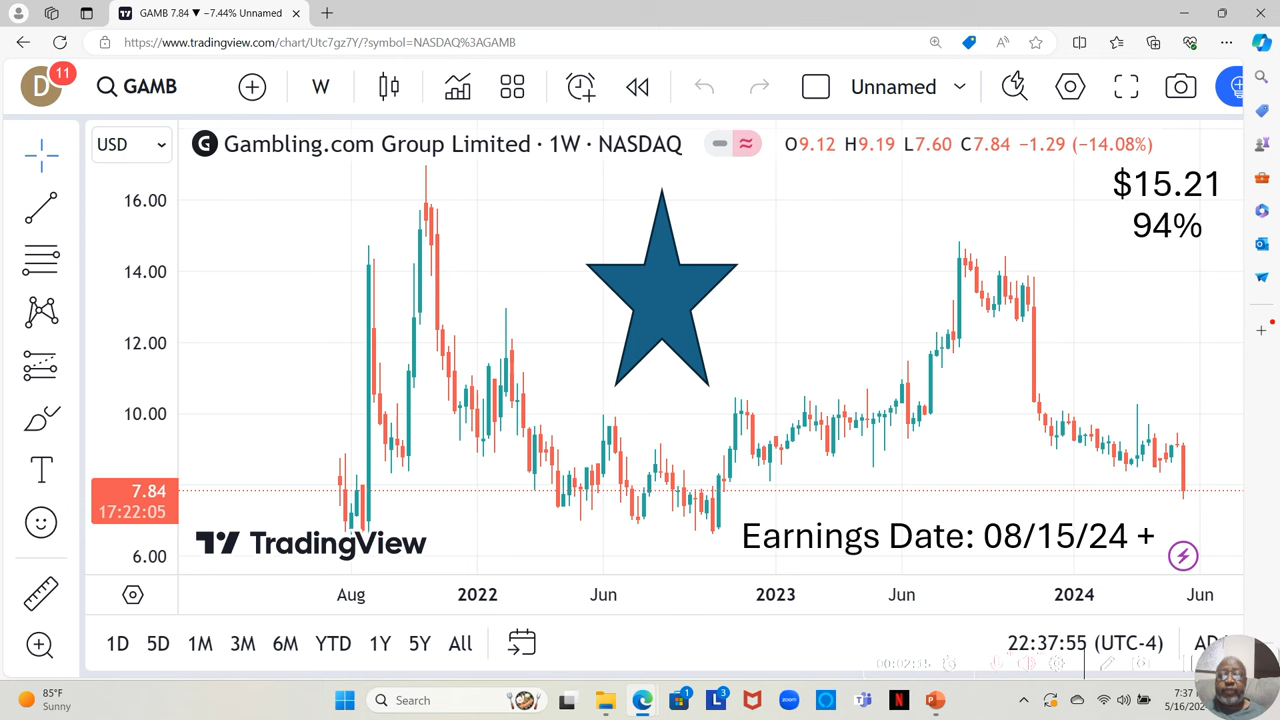 GAMB 7.84 ▼ −7.44% Unnamed
https://www.tradingview.com/chart/Utc7gz7Y/?symbol=NASDAQ%3AGAMB
D
11
GAMB
W
Unnamed
USD
G
Gambling.com Group Limited · 1W · NASDAQ
O9.12 H9.19 L7.60 C7.84 −1.29 (−14.08%)
$15.21
94%
16.00
14.00
12.00
10.00
7.84
17:22:05
6.00
T
TradingView
Earnings Date: 08/15/24 +
Aug
2022
Jun
2023
Jun
2024
Jun
1D 5D 1M 3M 6M YTD 1Y 5Y All
22:37:55 (UTC-4)
85°F
Sunny
Search
1
3
zoom
N
P
7:37